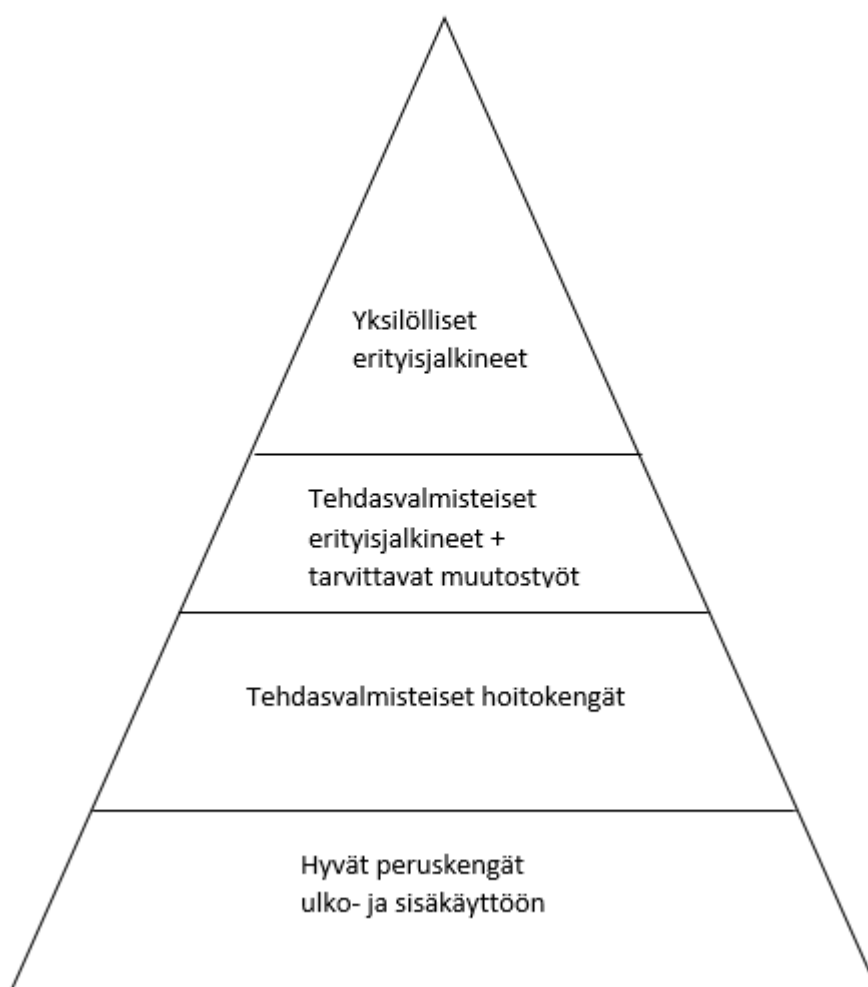 Yksilölliset
erityisjalkineet
Tehdasvalmisteiset
erityisjalkineet +
tarvittavat muutostyöt
Tehdasvalmisteiset hoitokengät
Hyvät peruskengät
ulko- ja sisäkäyttöön